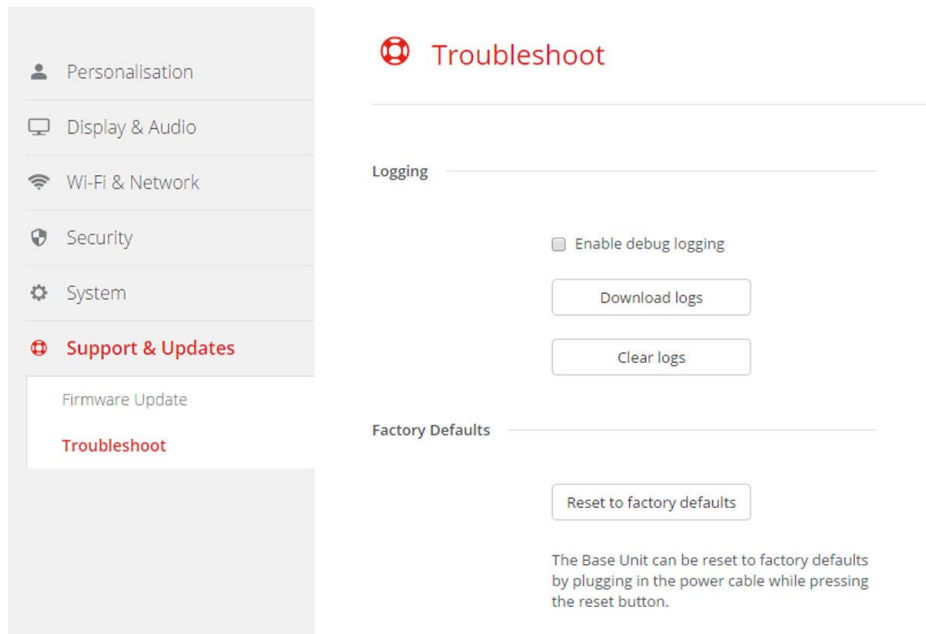 Personalisation
Display & Audio
Wi-Fi & Network
Security
System
Support & Updates
Firmware Update
Troubleshoot
Troubleshoot
Logging
Enable debug logging
Download logs
Clear logs
Factory Defaults
Reset to factory defaults
The Base Unit can be reset to factory defaults
by plugging in the power cable while pressing
the reset button.